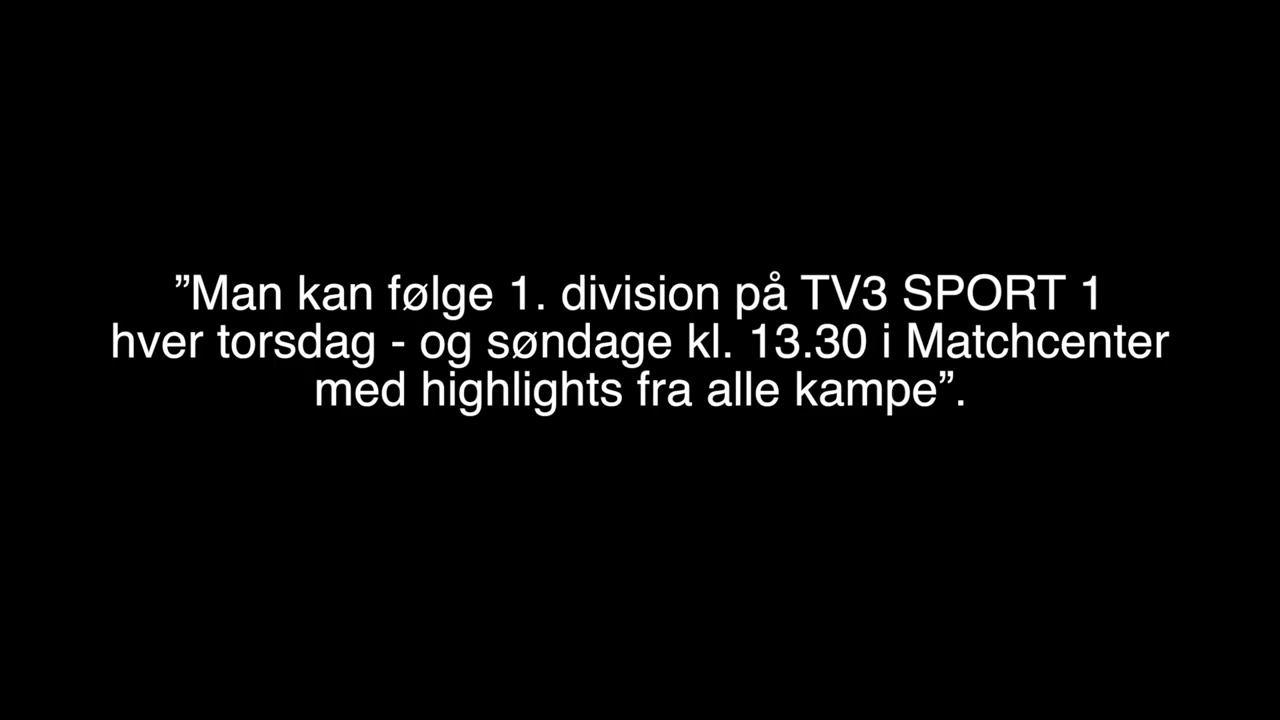 ”Man kan følge 1. division på TV3 SPORT 1
hver torsdag - og søndage kl. 13.30 i Matchcenter
med highlights fra alle kampe”.